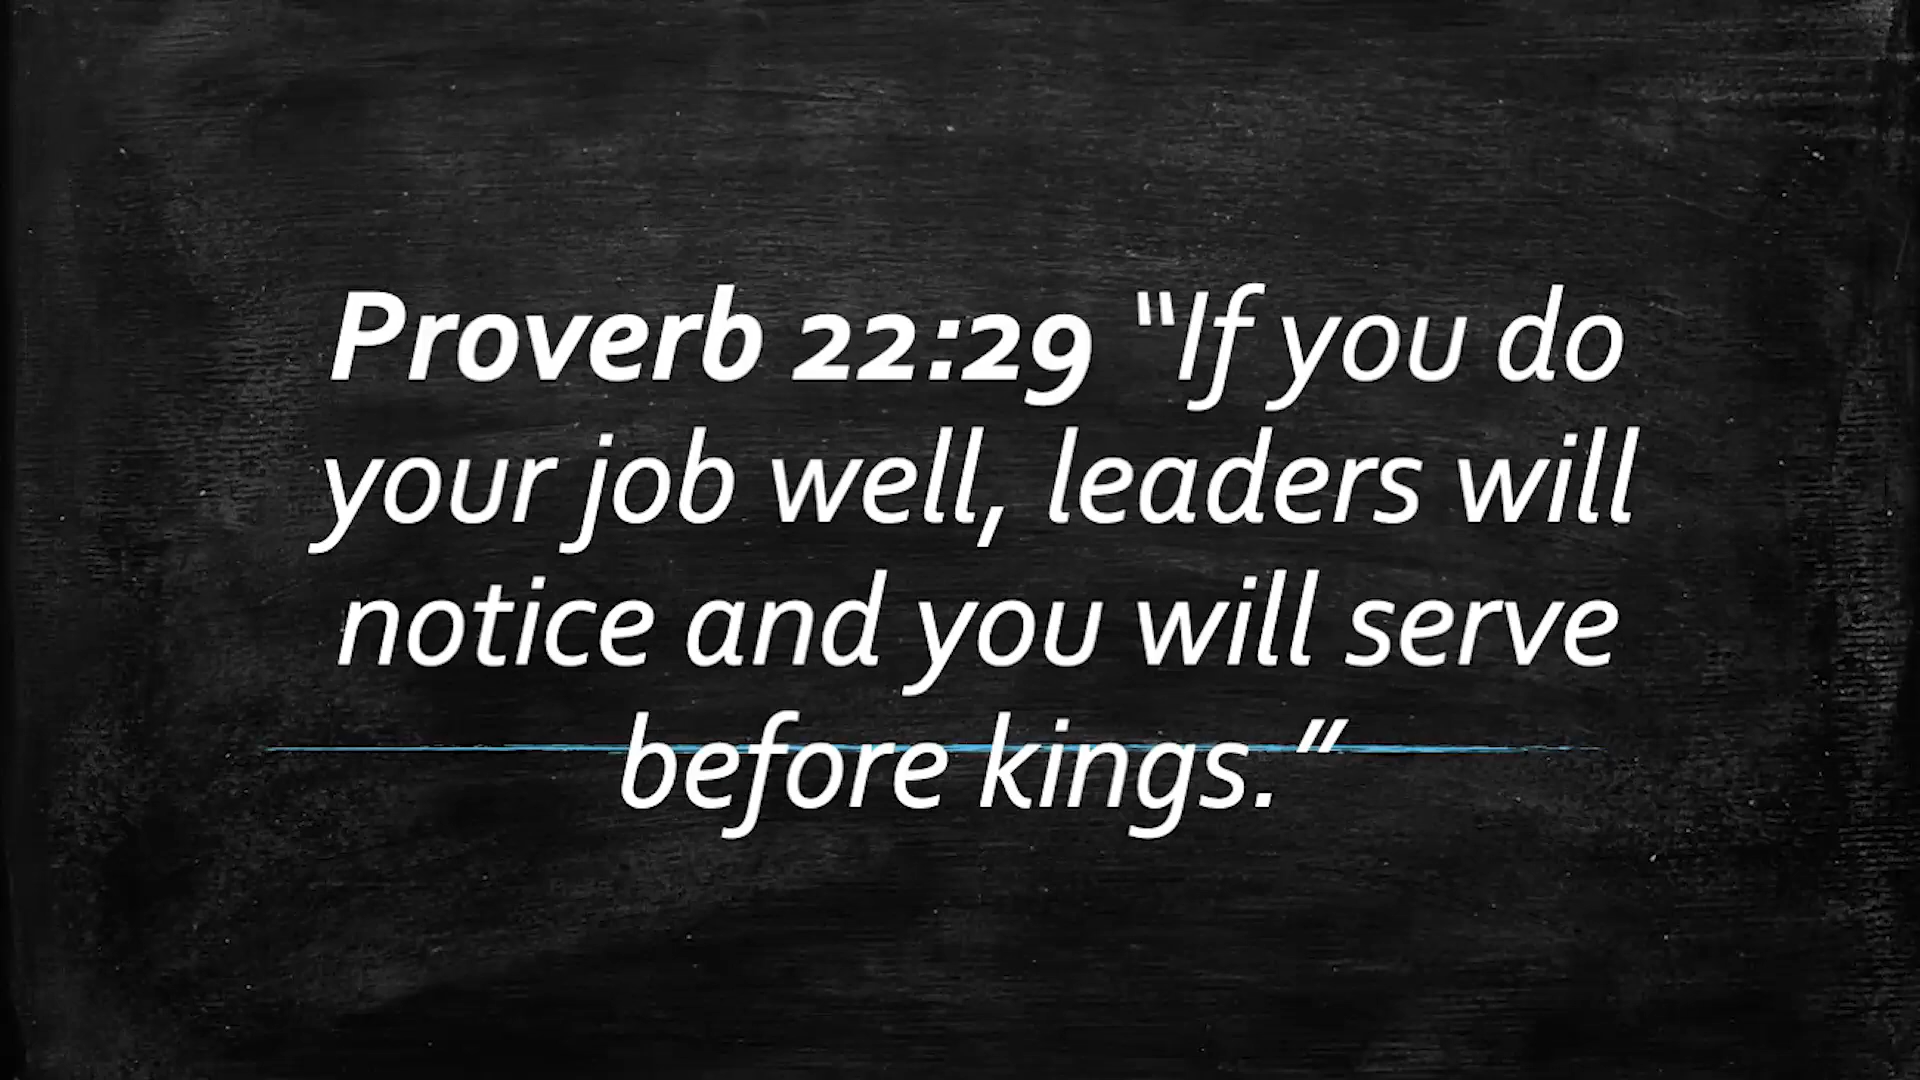 Proverb 22:29 “If you do
your job well, leaders will
notice and you will serve
before kings.”